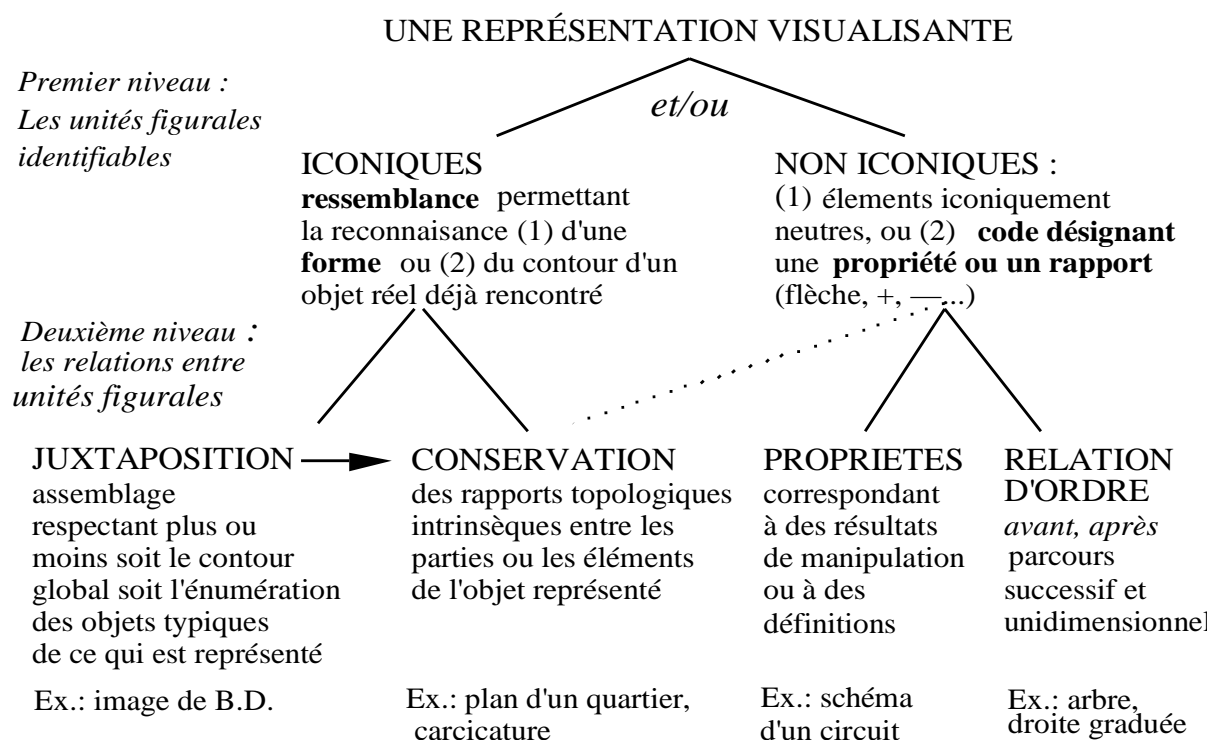 UNE REPRÉSENTATION VISUALISANTE
Premier niveau :
Les unités figurales
identifiables
et/ou
ICONIQUES
ressemblance permettant
la reconnaisance (1) d'une
forme ou (2) du contour d'un
objet réel déjà rencontré
NON ICONIQUES :
(1) élements iconiquement
neutres, ou (2) code désignant
une propriété ou un rapport
(flèche, +, —...)
Deuxième niveau :
les relations entre
unités figurales
JUXTAPOSITION
assemblage
respectant plus ou
moins soit le contour
global soit l'énumération
des objets typiques
de ce qui est représenté
Ex.: image de B.D.
CONSERVATION
des rapports topologiques
intrinsèques entre les
parties ou les éléments
de l'objet représenté
Ex.: plan d'un quartier,
carcicature
PROPRIETES
correspondant
à des résultats
de manipulation
ou à des
définitions
Ex.: schéma
d'un circuit
RELATION
D'ORDRE
avant, après
parcours
successif et
unidimensionnel
Ex.: arbre,
droite graduée